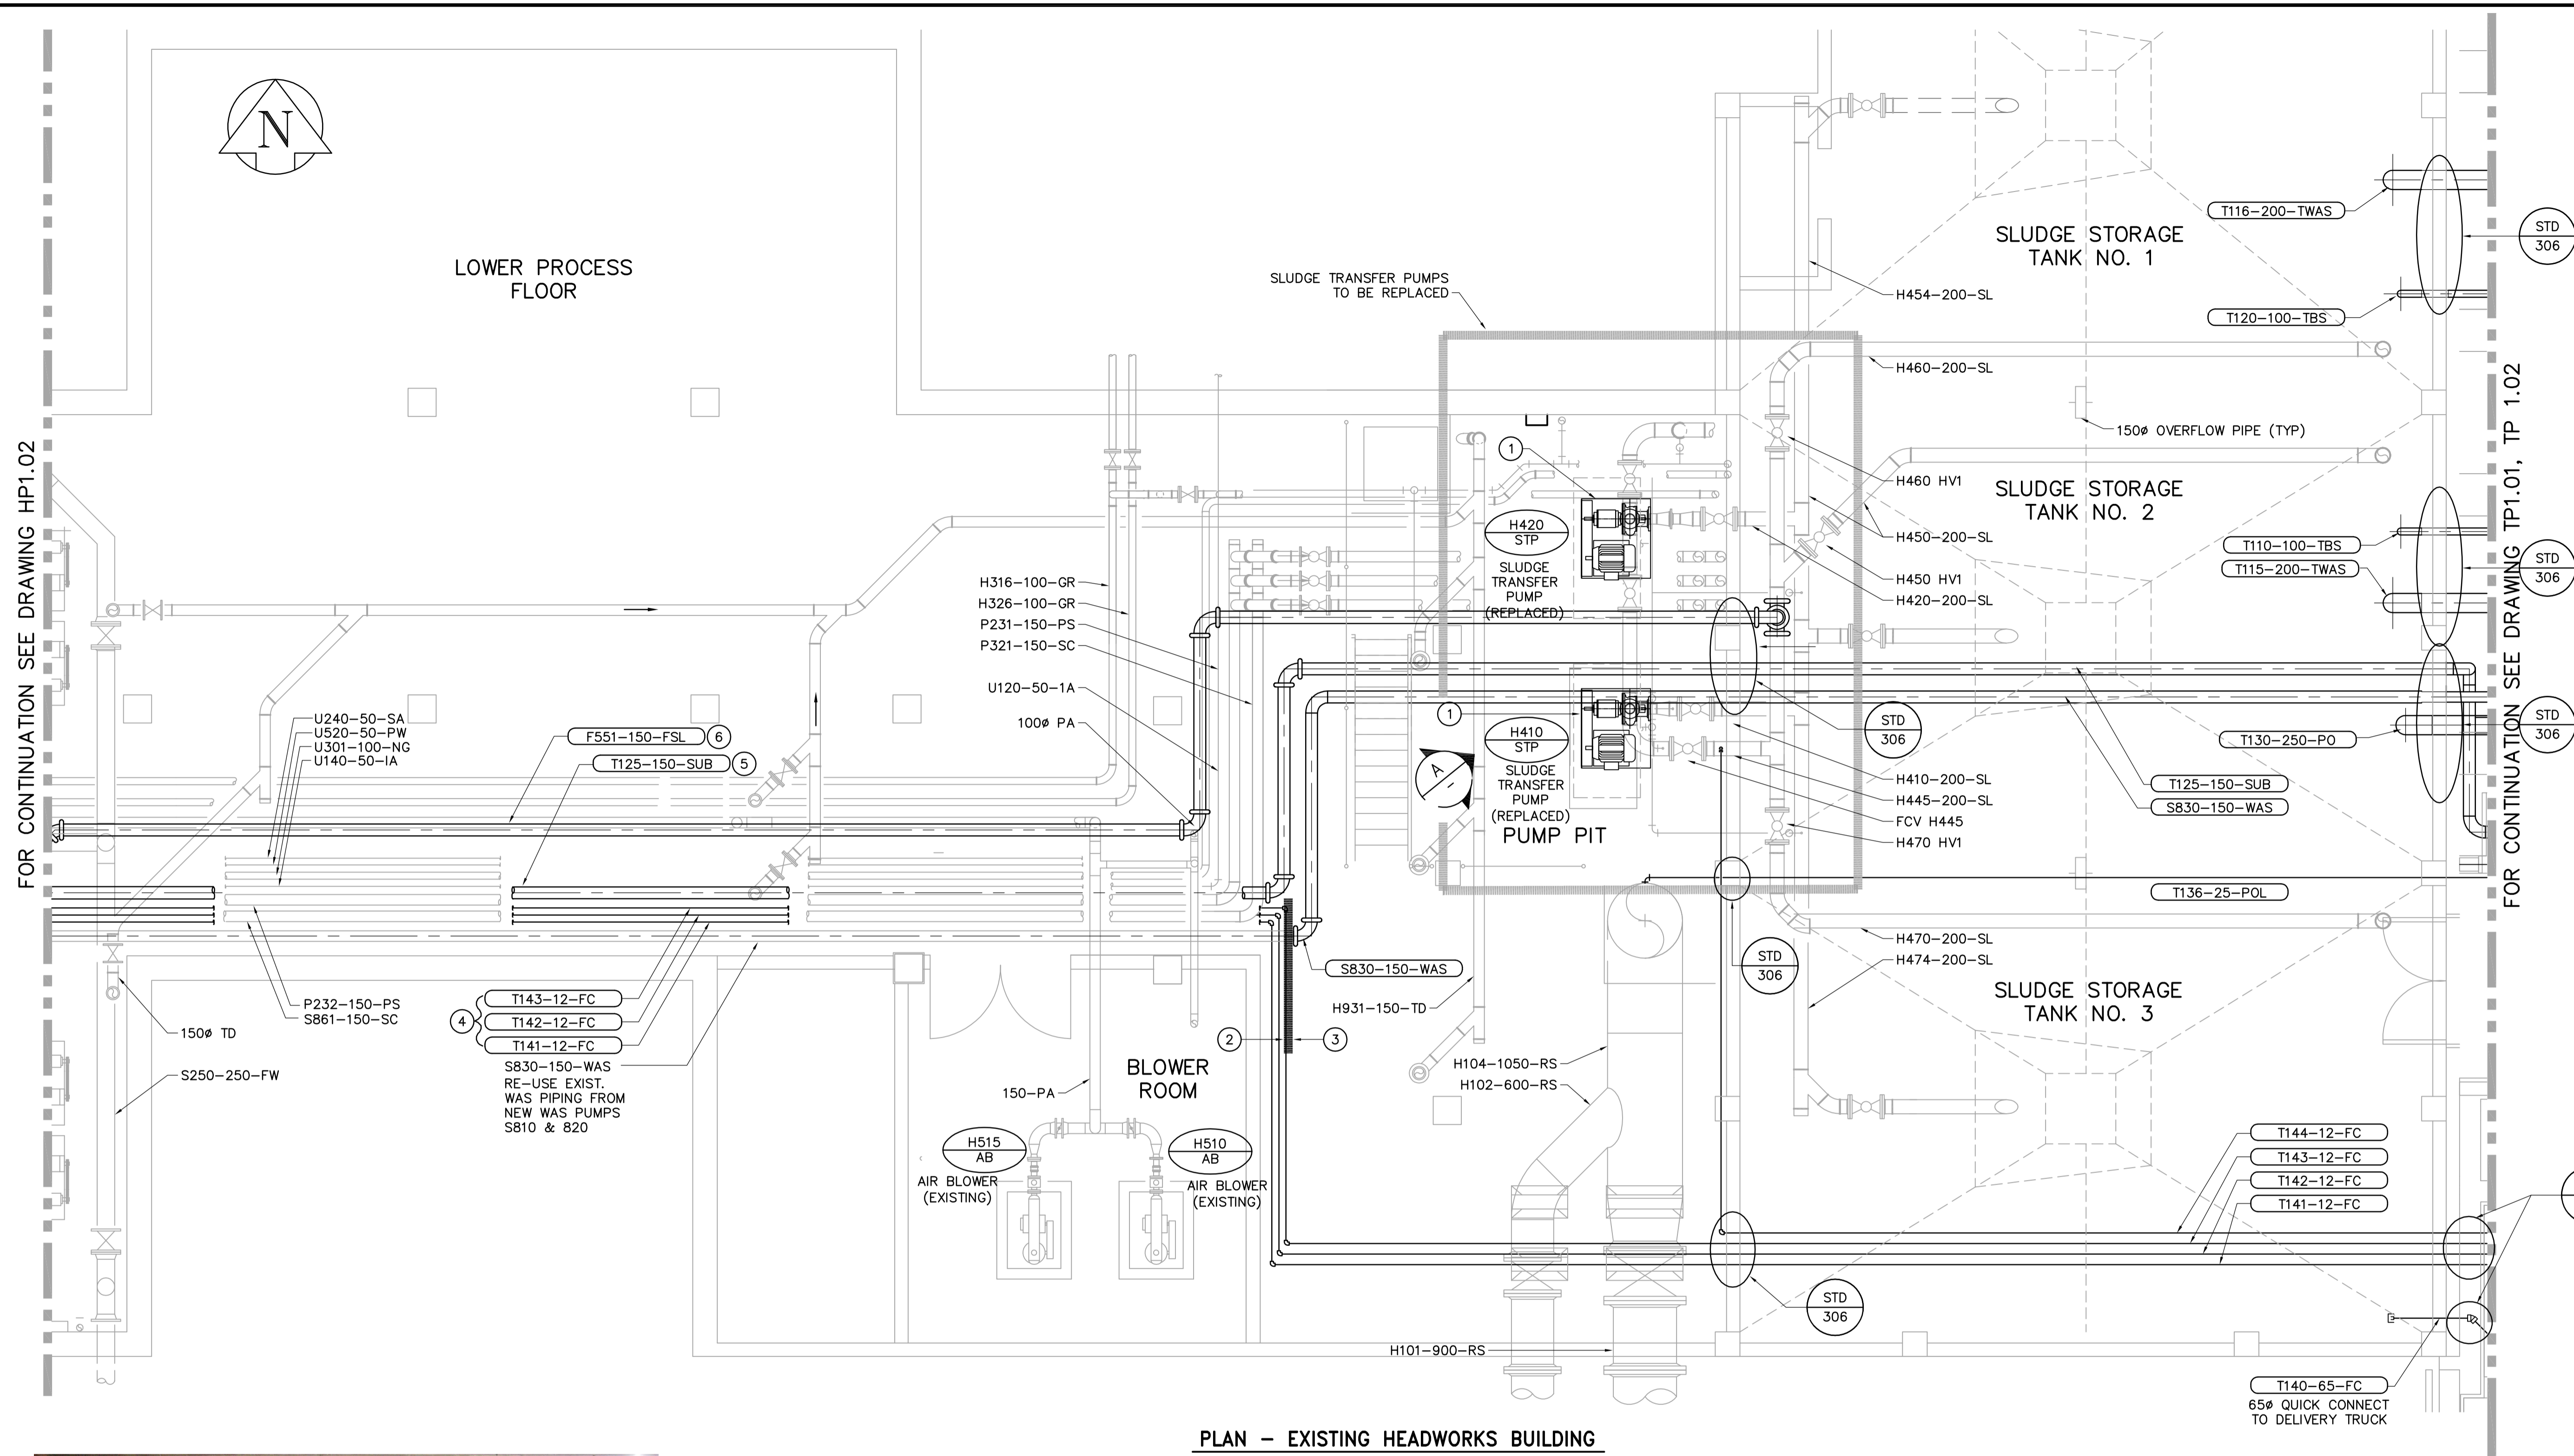 N
LOWER PROCESS
FLOOR
FOR CONTINUATION SEE DRAWING HP1.02
SLUDGE TRANSFER PUMPS
TO BE REPLACED
SLUDGE STORAGE
TANK NO. 1
T116-200-TWAS
STD
306
T120-100-TBS
H454-200-SL
H460-200-SL
150ø OVERFLOW PIPE (TYP)
H460 HV1
SLUDGE STORAGE
TANK NO. 2
H450-200-SL
H450 HV1
H420-200-SL
T110-100-TBS
T115-200-TWAS
STD
306
FOR CONTINUATION SEE DRAWING TP1.01, TP 1.02
1
H420
STP
SLUDGE
TRANSFER
PUMP
(REPLACED)
H316-100-GR
H326-100-GR
P231-150-PS
P321-150-SC
U120-50-1A
100ø PA
U240-50-SA
U520-50-PW
U301-100-NG
U140-50-IA
F551-150-FSL
6
T125-150-SUB
5
1
H410
STP
SLUDGE
TRANSFER
PUMP
(REPLACED)
PUMP PIT
A
-
STD
306
T130-250-PO
STD
306
T125-150-SUB
S830-150-WAS
H410-200-SL
H445-200-SL
FCV H445
H470 HV1
T136-25-POL
H470-200-SL
H474-200-SL
STD
306
SLUDGE STORAGE
TANK NO. 3
S830-150-WAS
H931-150-TD
2
3
P232-150-PS
S861-150-SC
150ø TD
S250-250-FW
4
T143-12-FC
T142-12-FC
T141-12-FC
S830-150-WAS
RE-USE EXIST.
WAS PIPING FROM
NEW WAS PUMPS
S810 & 820
BLOWER
ROOM
150-PA
H104-1050-RS
H102-600-RS
H515
AB
AIR BLOWER
(EXISTING)
H510
AB
AIR BLOWER
(EXISTING)
T144-12-FC
T143-12-FC
T142-12-FC
T141-12-FC
STD
306
H101-900-RS
T140-65-FC
65ø QUICK CONNECT
TO DELIVERY TRUCK
PLAN - EXISTING HEADWORKS BUILDING